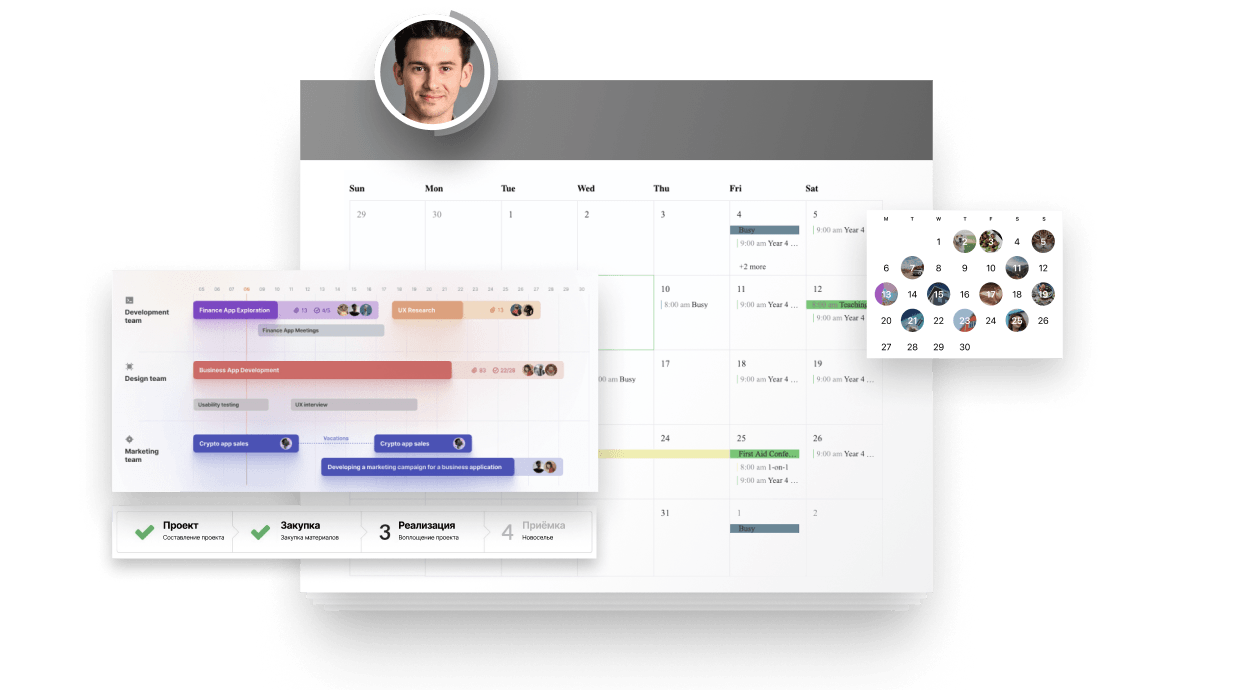 Sun Mon Tue Wed Thu Fri Sat
29 30 1 2 3 4 5
Busy
9:00 am Year 4
9:00 am Year 4 ...
+2 more
10 11 12
8:00 am Busy
9:00 am Year 4 ...
8:00 am Teaching
9:00 am Year 4
17 18 19
00 am Busy
9:00 am Year 4 ...
9:00 am Year 4 ...
24 25 26
First Aid Confe...
9:00 am Year 4 ...
8:00 am 1-on-1
9:00 am Year 4 ...
31 1 2
Busy
M T W T F S S
1 2 3 4 5
6 7 8 9 10 11 12
13 14 15 16 17 18 19
20 21 22 23 24 25 26
27 28 29 30
05 06 07 08 09 10 11 12 13 14 15 16 17 18 19 20 21 22 23 24 25 26 27 28 29 30
Development
team
Finance App Exploration
13 4/5
UX Research
13
Finance App Meetings
Design team
Business App Development
83 22/28
Usability testing
UX interview
Marketing
team
Crypto app sales
Vacations
Crypto app sales
Developing a marketing campaign for a business application
Проект
Составление проекта
Закупка
Закупка материалов
3
Реализация
Воплощение проекта
4
Приёмка
Новоселье